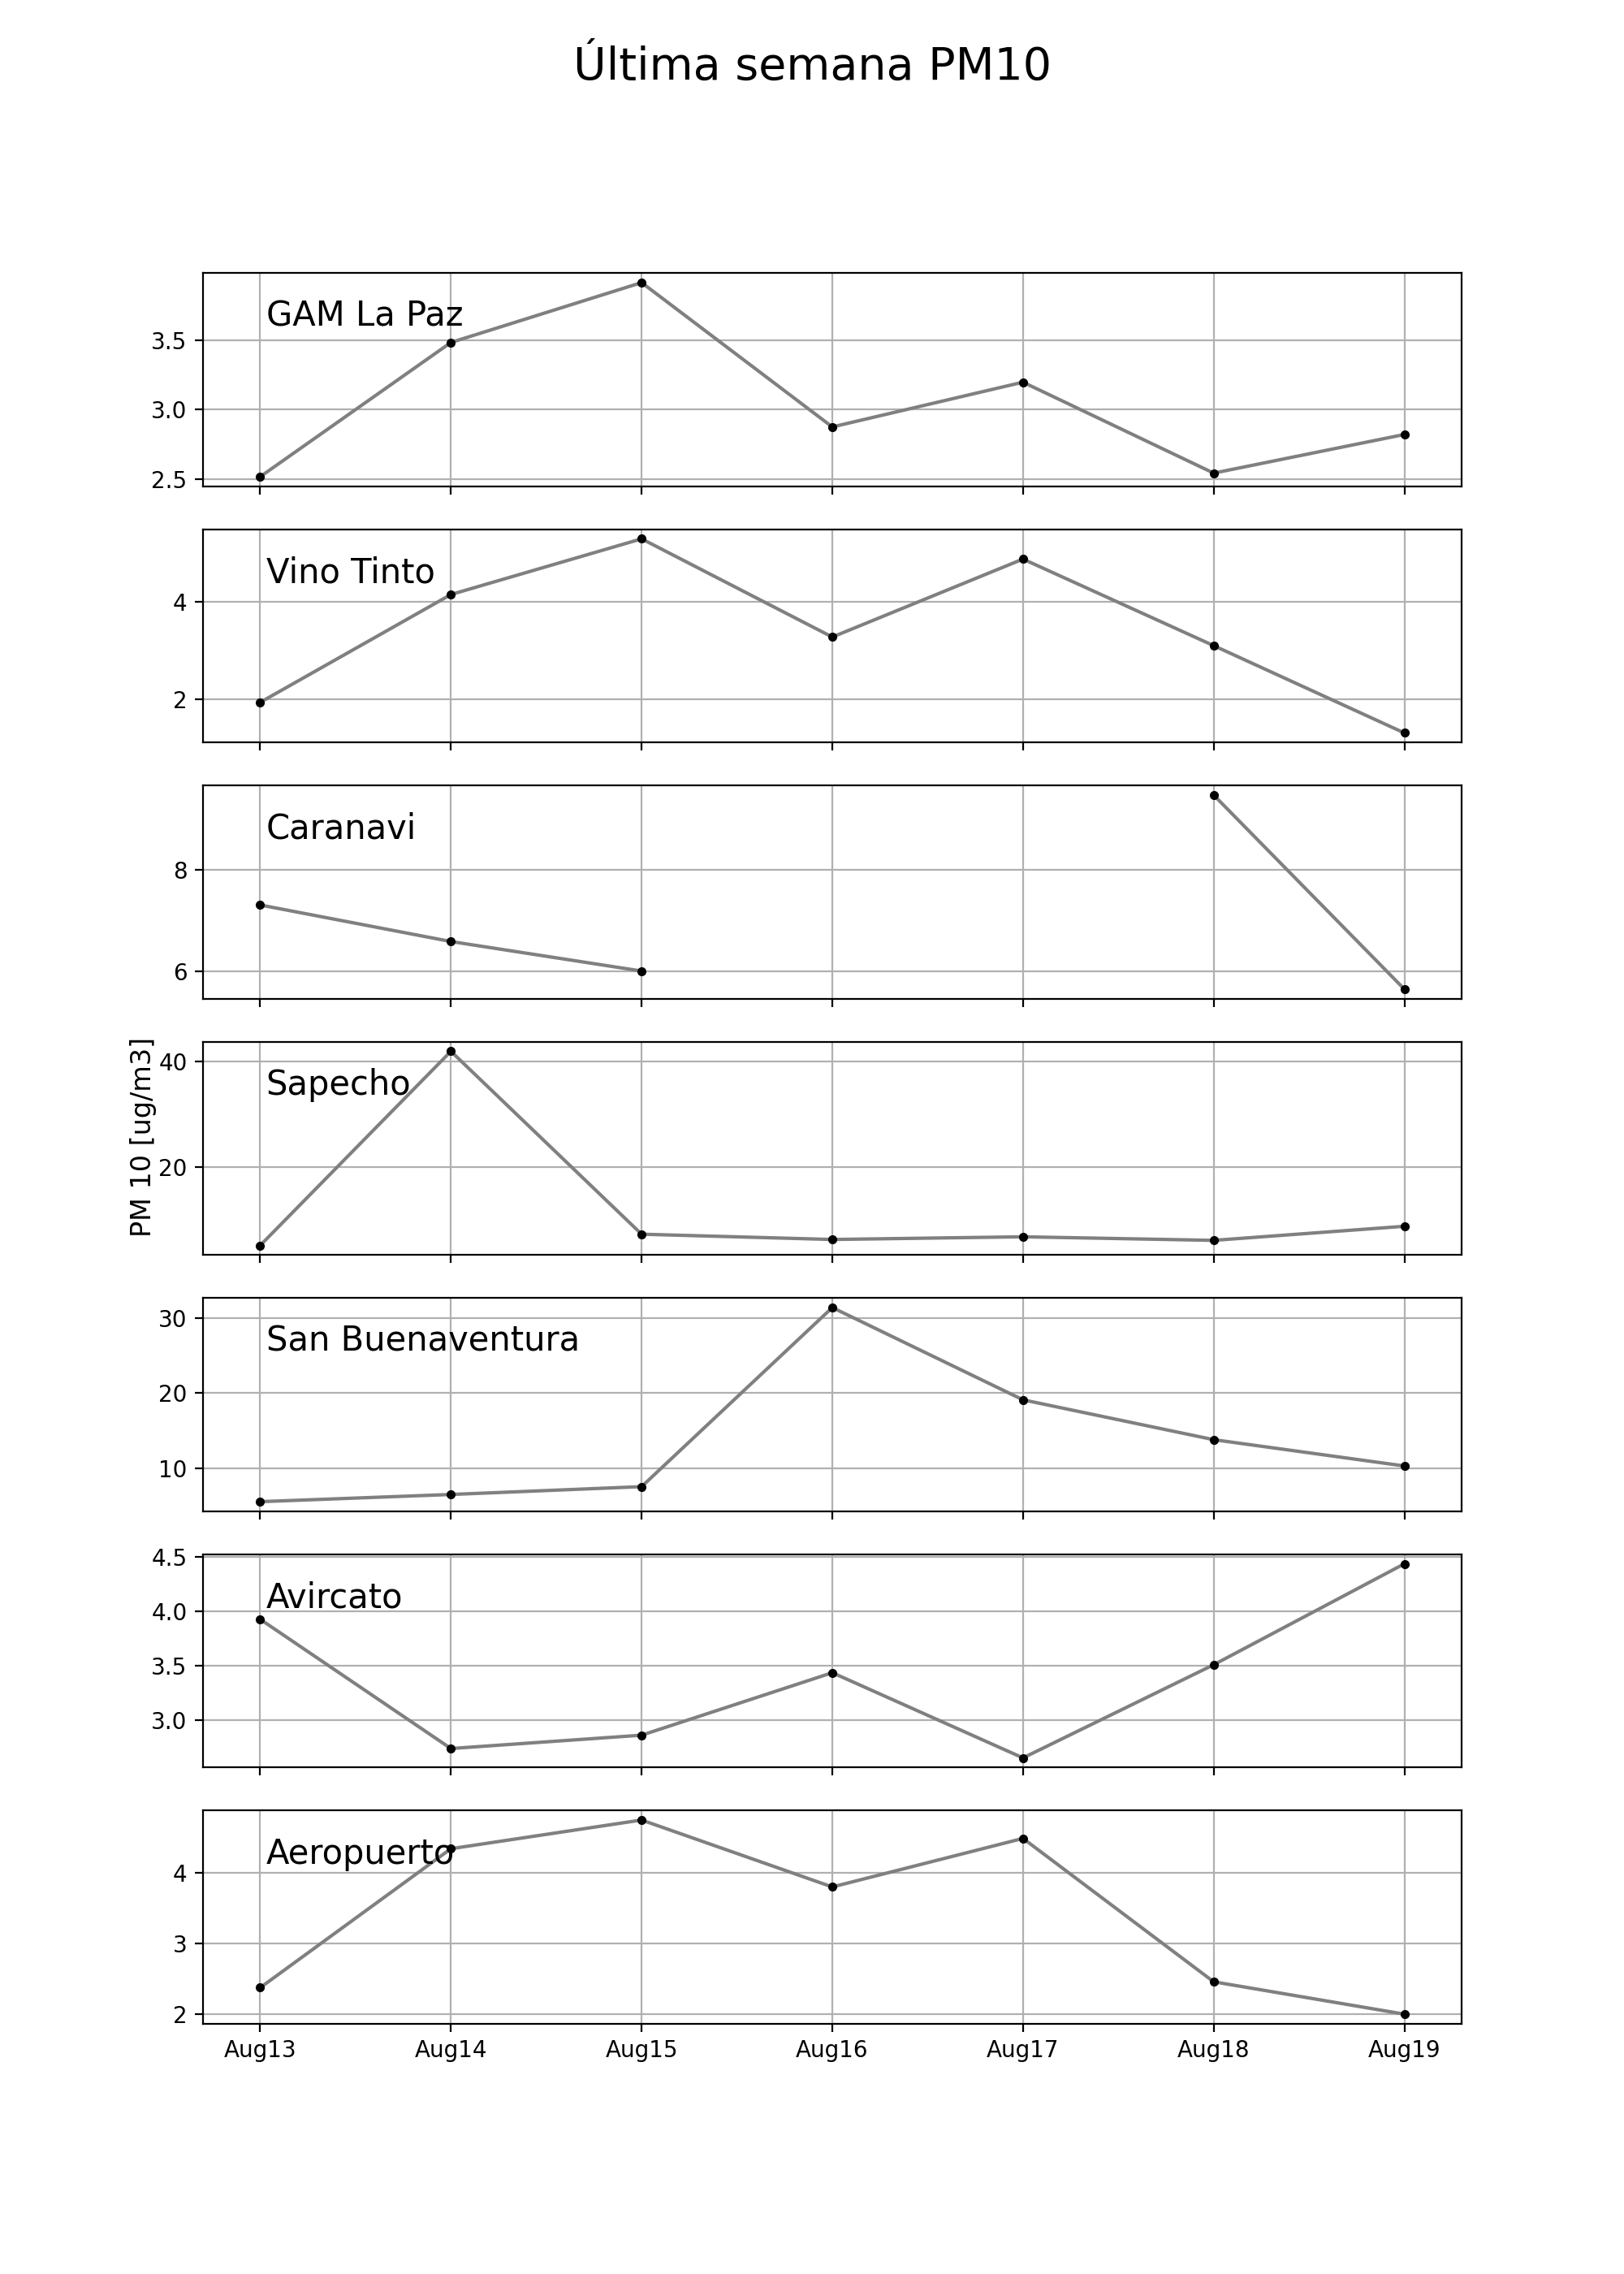 Última semana PM10
GAM La Paz
3.5
3.0
2.5
Vino Tinto
4
2
Caranavi
8
6
PM 10 [ug/m3]
Sapecho
40
20
San Buenaventura
30
20
10
Avircato
4.5
4.0
3.5
3.0
Aeropuerto
4
3
2
Aug13 Aug14 Aug15 Aug16 Aug17 Aug18 Aug19